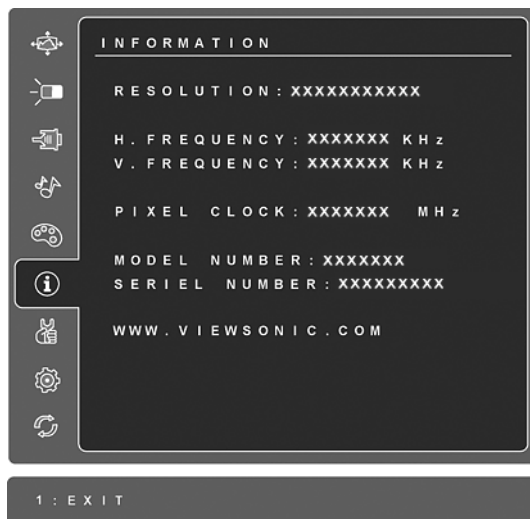 INFORMATION
RESOLUTION: XXXXXXXXXXX
H. FREQUENCY: XXXXXXX KHz
V. FREQUENCY: XXXXXXX KHz
PIXEL CLOCK: XXXXXXX MHz
MODEL NUMBER: XXXXXXX
SERIEL NUMBER: XXXXXXXXX
WWW.VIEWSONIC.COM
1: EXIT